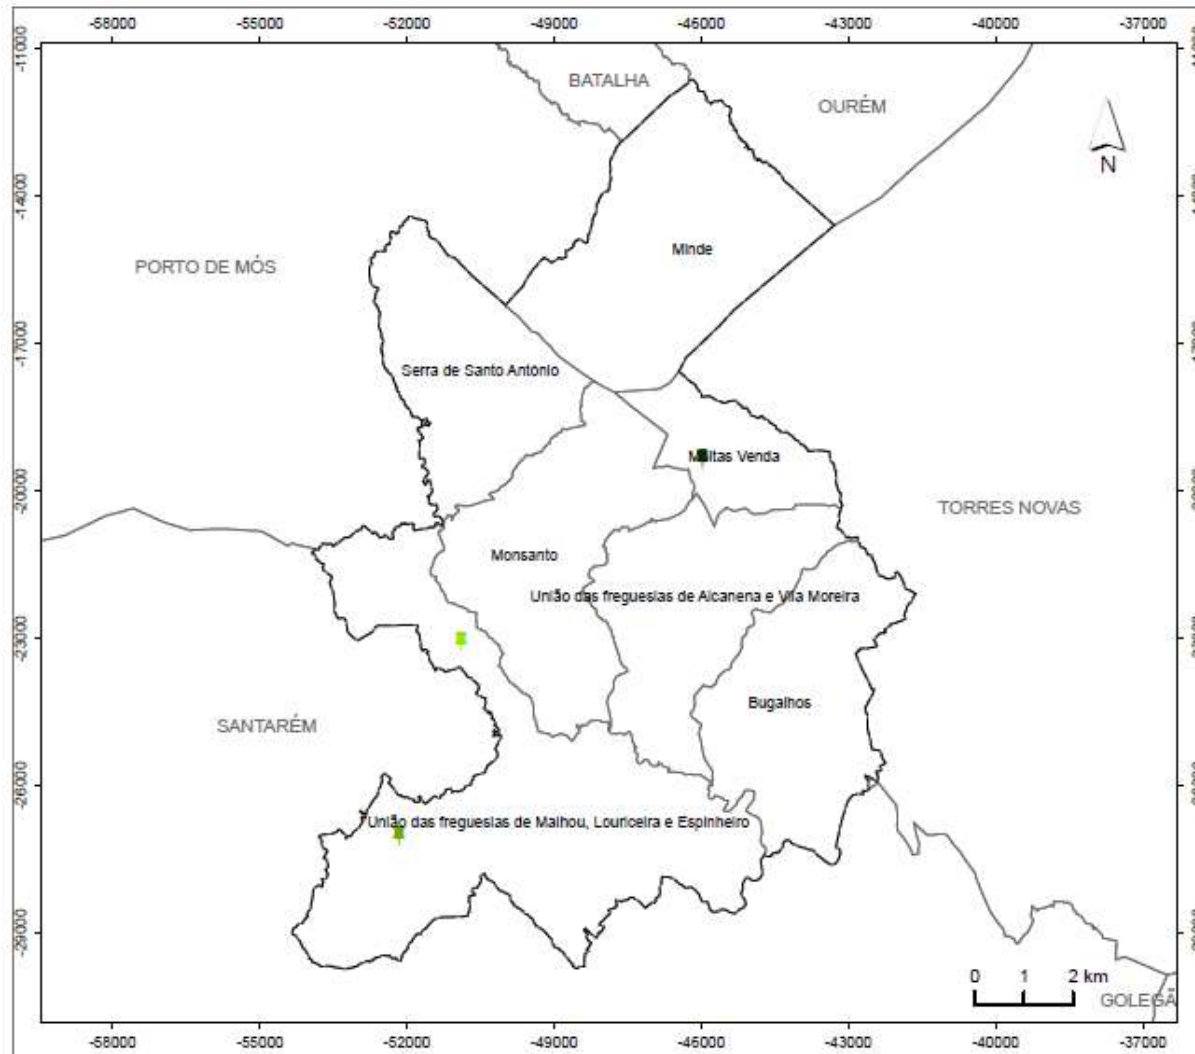 -58000 -55000 -52000 -49000 -46000 -43000 -40000 -37000
-11000
BATALHA
OURÉM
N
-14000
Minde
PORTO DE MÓS
-17000
Serra de Santo António
Moitas Venda
-20000
TORRES NOVAS
Monsanto
União das freguesias de Alcanena e Vila Moreira
-23000
Bugalhos
SANTARÉM
-26000
União das freguesias de Malhou, Louriceira e Espinheiro
-29000
0 1 2 km
GOLEGÃ
-58000 -55000 -52000 -49000 -46000 -43000 -40000 -37000